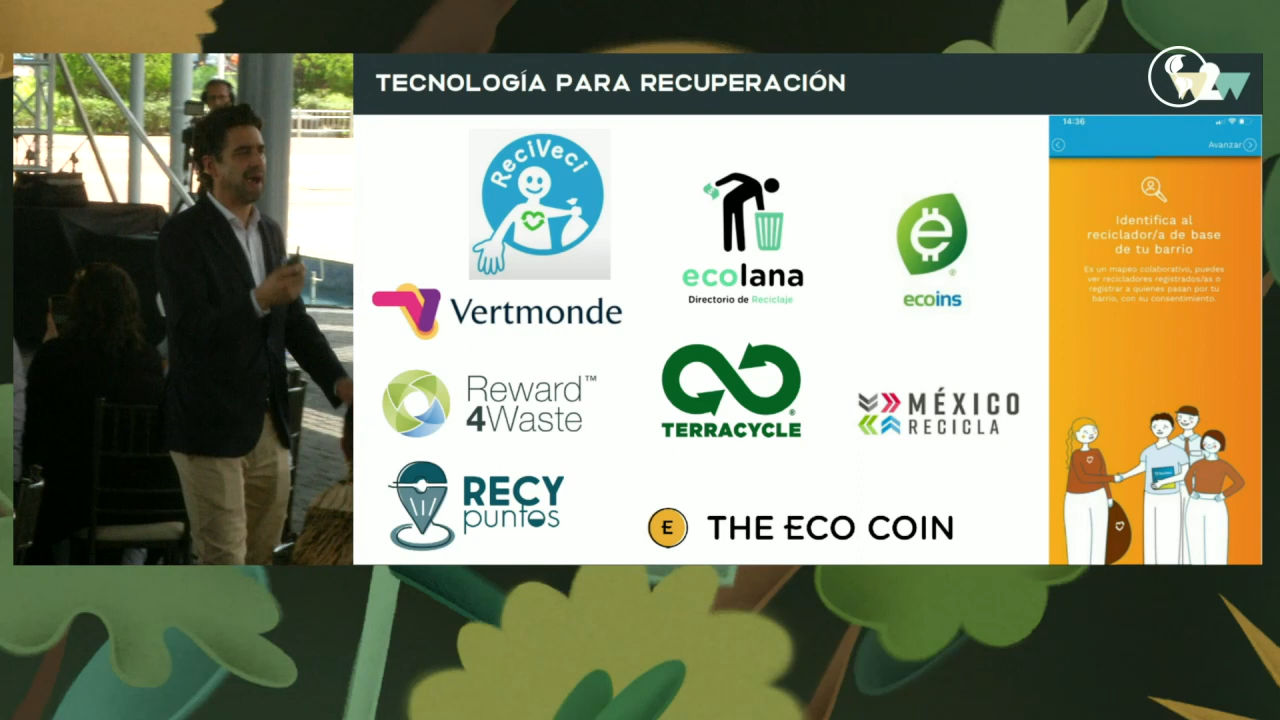 TECNOLOGÍA PARA RECUPERACIÓN
W2W
ReciVeci
ecolana
Directorio de Reciclaje
ecoins
Vertmonde
Reward™
4Waste
TERRACYCLE
MÉXICO
RECICLA
RECY
puntos
E THE ECO COIN
14:36
Avanzar
Identifica al
reciclador/a de base
de tu barrio
Es un mapeo colaborativo, puedes
ver recicladores registrados/as o
registrar a quienes pasan por tu
barrio, con su consentimiento.